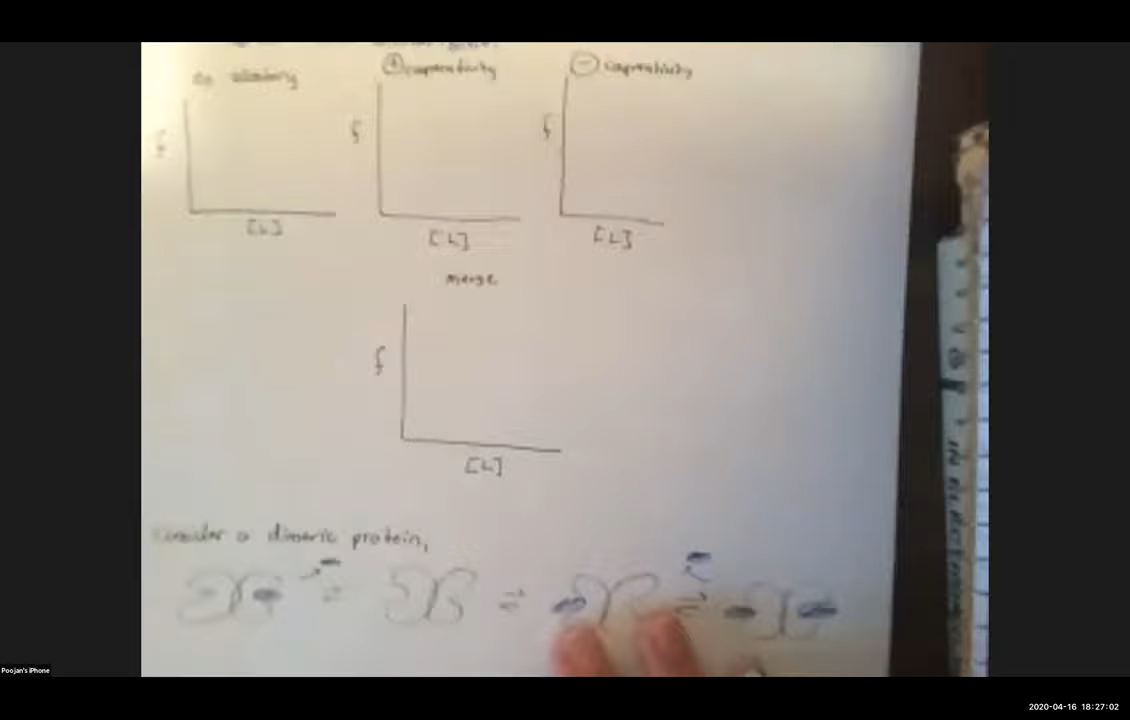 no allostery
⊕ cooperativity
⊖ cooperativity
f
f
f
[L]
[L]
[L]
merge
f
[L]
consider a dimeric protein,
Poojan's iPhone
2020-04-16 18:27:02